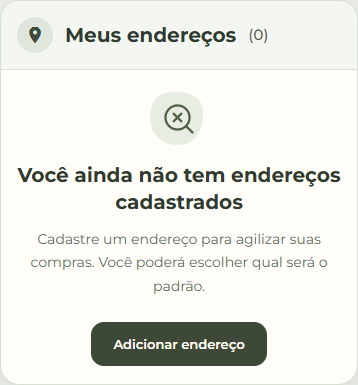 Meus endereços (0)
Você ainda não tem endereços
cadastrados
Cadastre um endereço para agilizar suas
compras. Você poderá escolher qual será o
padrão.
Adicionar endereço